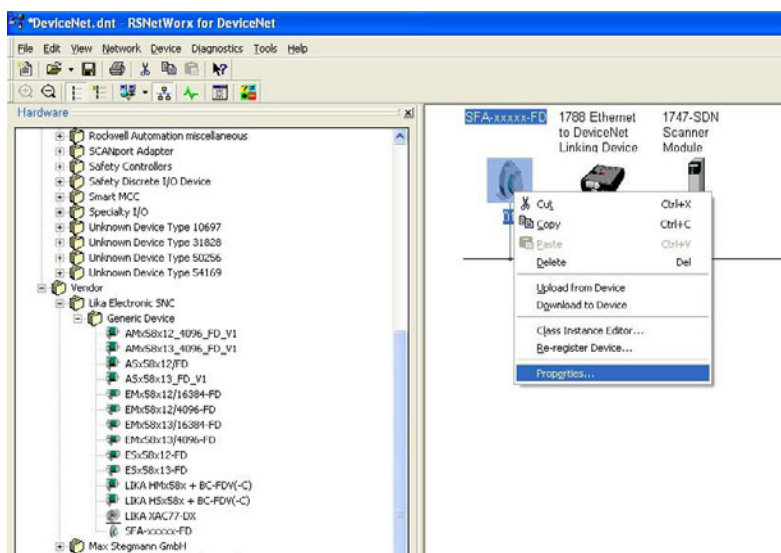 *DeviceNet.dnt - RSNetWorx for DeviceNet
File Edit View Network Device Diagnostics Tools Help
Hardware
Rockwell Automation miscellaneous
SCANport Adapter
Safety Controllers
Safety Discrete I/O Device
Smart MCC
Specialty I/O
Unknown Device Type 10697
Unknown Device Type 31828
Unknown Device Type 50256
Unknown Device Type 54169
Vendor
Lika Electronic SNC
Generic Device
AMx58x12_4096_FD_V1
AMx58x13_4096_FD_V1
ASx58x12/FD
ASx58x13_FD_V1
EMx58x12/16384-FD
EMx58x12/4096-FD
EMx58x13/16384-FD
EMx58x13/4096-FD
ESx58x12-FD
ESx58x13-FD
LIKA HMx58x + BC-FDV(-C)
LIKA HSx58x + BC-FDV(-C)
LIKA XAC77-DX
SFA-xxxxx-FD
Max Stegmann GmbH
SFA-xxxxx-FD
1788 Ethernet
to DeviceNet
Linking Device
1747-SDN
Scanner
Module
Cut Ctrl+X
Copy Ctrl+C
Paste Ctrl+V
Delete Del
Upload from Device
Download to Device
Class Instance Editor...
Re-register Device...
Properties...